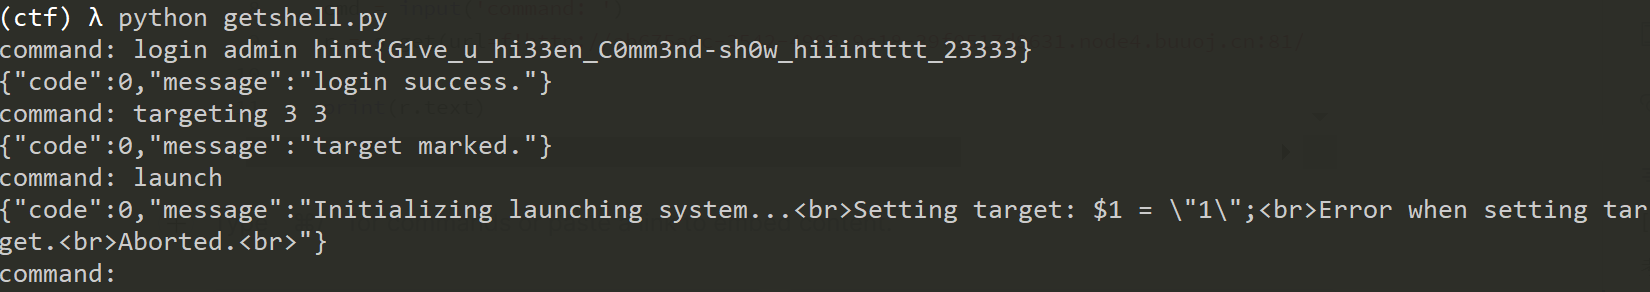 (ctf) λ python getshell.py
command: login admin hint{G1ve_u_hi33en_C0mm3nd-sh0w_hiiintttt_23333}
{"code":0,"message":"login success."}
command: targeting 3 3
{"code":0,"message":"target marked."}
command: launch
{"code":0,"message":"Initializing launching system...<br>Setting target: $1 = \"1\";<br>Error when setting tar
get.<br>Aborted.<br>"}
command: